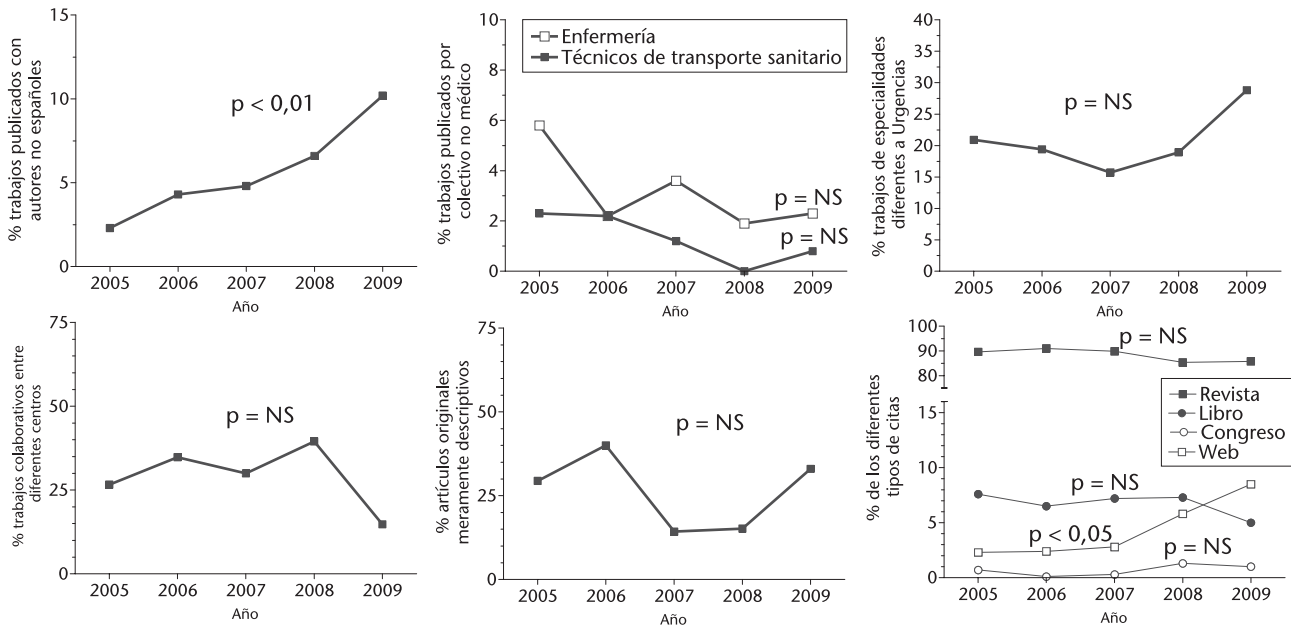 % trabajos publicados con
autores no españoles
15
10
5
0
p < 0,01
2005 2006 2007 2008 2009
Año
% trabajos publicados por
colectivo no médico
10
8
6
4
2
0
Enfermería
Técnicos de transporte sanitario
p = NS
p = NS
2005 2006 2007 2008 2009
Año
% trabajos de especialidades
diferentes a Urgencias
40
35
30
25
20
15
10
5
0
p = NS
2005 2006 2007 2008 2009
Año
% trabajos colaborativos entre
diferentes centros
75
50
25
0
p = NS
2005 2006 2007 2008 2009
Año
% artículos originales
meramente descriptivos
75
50
25
0
p = NS
2005 2006 2007 2008 2009
Año
% de los diferentes
tipos de citas
100
90
80
15
10
5
0
p = NS
Revista
Libro
Congreso
Web
p = NS
p < 0,05
p = NS
2005 2006 2007 2008 2009
Año